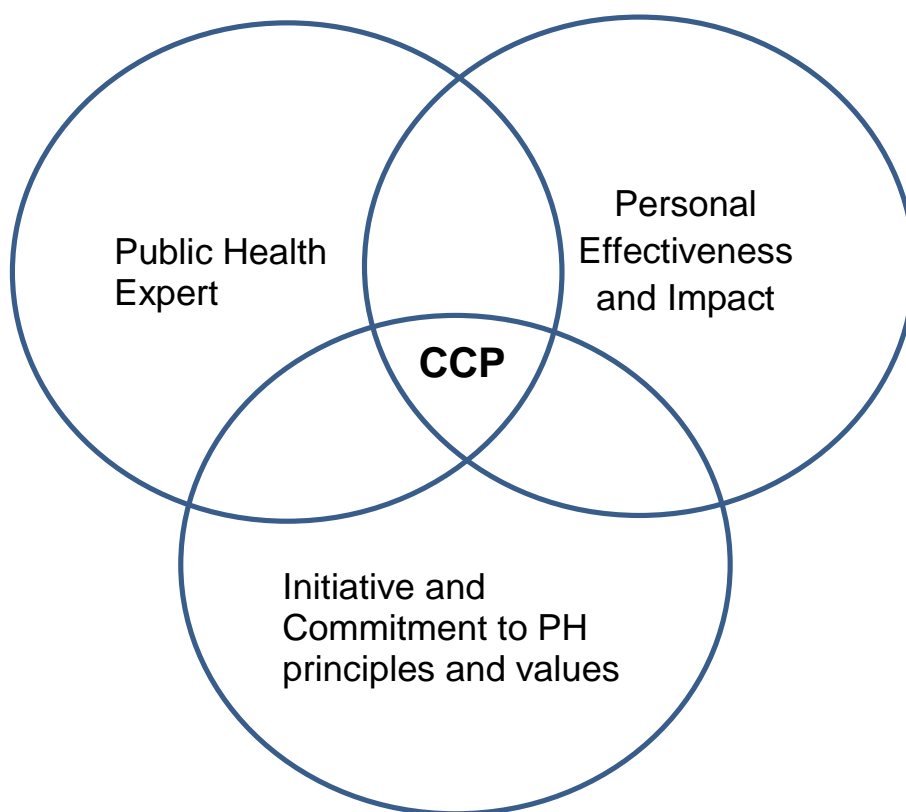 Public Health
Expert
Personal
Effectiveness
and Impact
CCP
Initiative and
Commitment to PH
principles and values